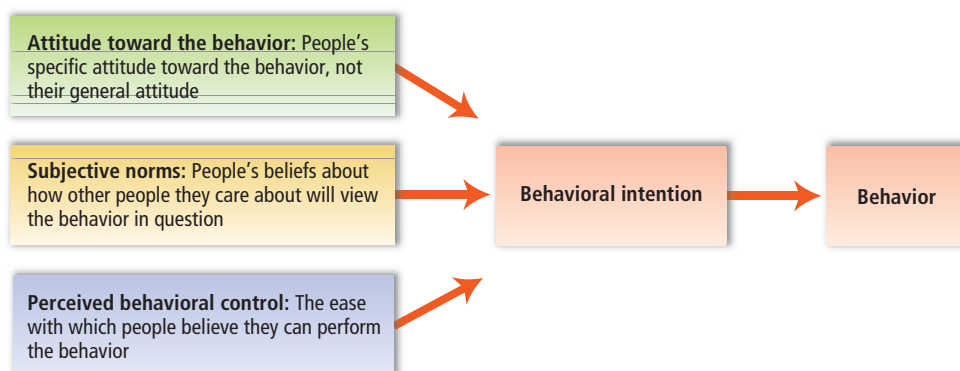 Attitude toward the behavior: People's
specific attitude toward the behavior, not
their general attitude
Subjective norms: People's beliefs about
how other people they care about will view
the behavior in question
Perceived behavioral control: The ease
with which people believe they can perform
the behavior
Behavioral intention
Behavior